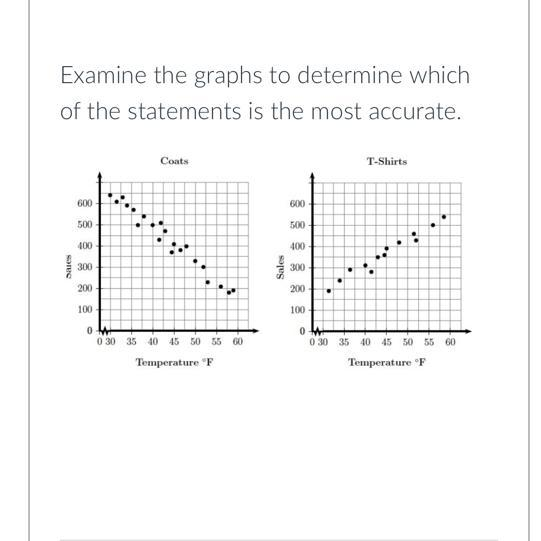 Examine the graphs to determine which
of the statements is the most accurate.
Coats
600
500
400
300
200
100
0
0 30 35 40 45 50 55 60
Sales
Temperature °F
T-Shirts
600
500
400
300
200
100
0
0 30 35 40 45 50 55 60
Sales
Temperature °F